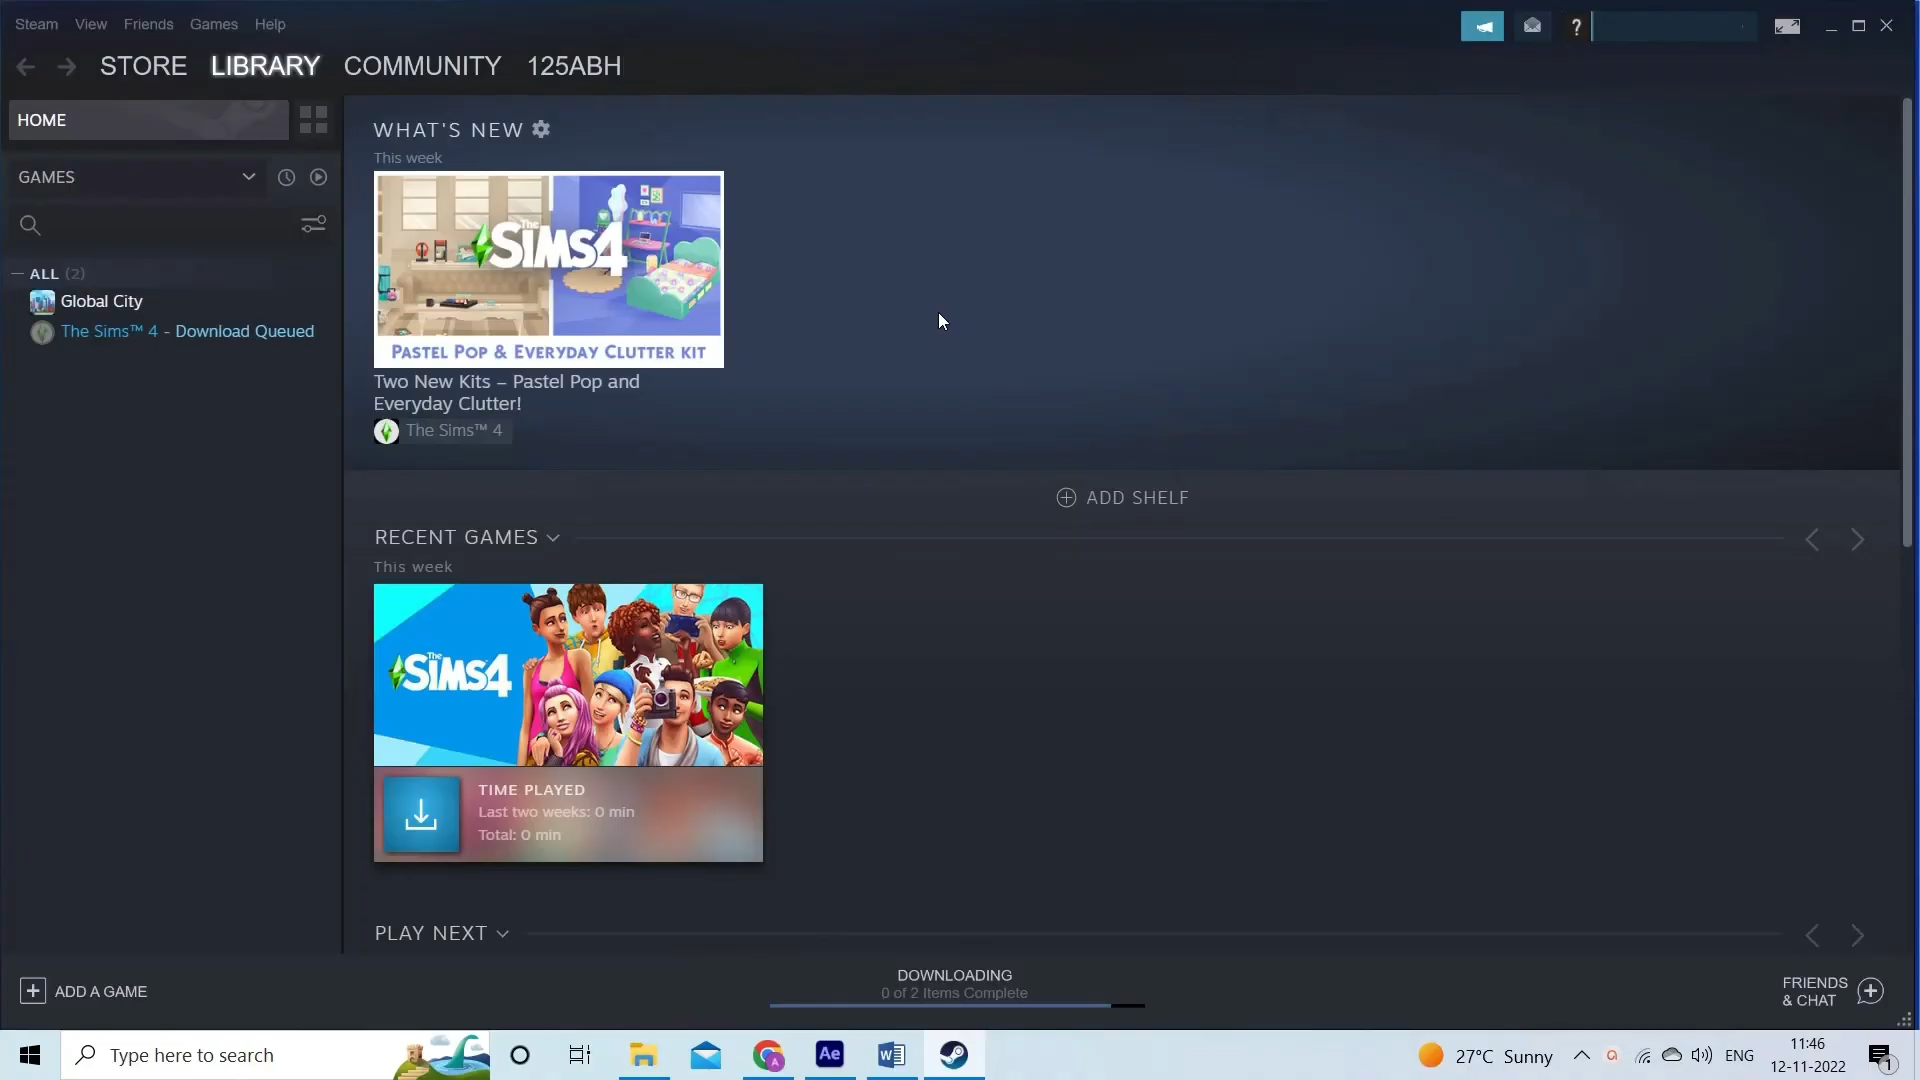 Steam View Friends Games Help
STORE LIBRARY COMMUNITY 125ABH
HOME
GAMES
ALL (2)
Global City
The Sims™ 4 - Download Queued
WHAT'S NEW
This week
The SIMS 4
PASTEL POP & EVERYDAY CLUTTER KIT
Two New Kits – Pastel Pop and
Everyday Clutter!
The Sims™ 4
ADD SHELF
RECENT GAMES
This week
The SIMS 4
TIME PLAYED
Last two weeks: 0 min
Total: 0 min
PLAY NEXT
ADD A GAME
DOWNLOADING
0 of 2 Items Complete
FRIENDS
& CHAT
Type here to search
A
Ae
W
27°C Sunny
ENG
11:46
12-11-2022
1